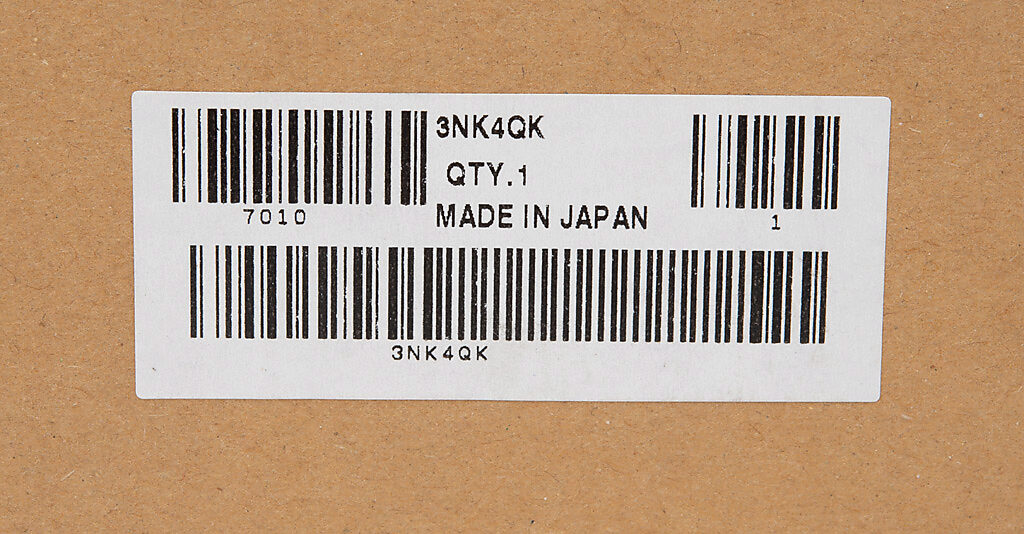 3NK4QK
QTY.1
7010
MADE IN JAPAN
1
3NK4QK